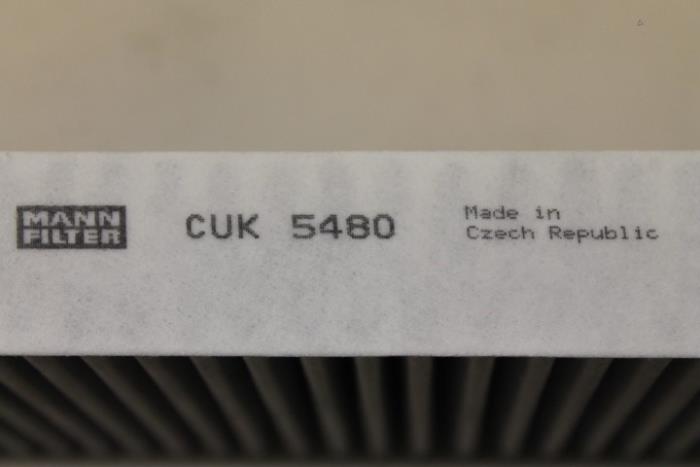 MANN
FILTER
CUK 5480
Made in
Czech Republic